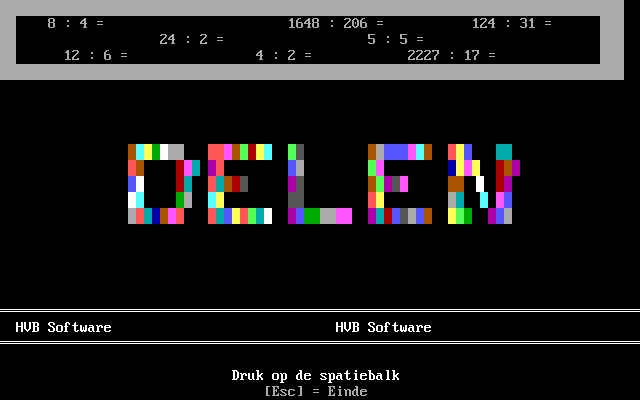 8 : 4 = 1648 : 206 = 124 : 31 =
24 : 2 = 5 : 5 =
12 : 6 = 4 : 2 = 2227 : 17 =
DELEN
HVB Software HVB Software
Druk op de spatiebalk
[Esc] = Einde